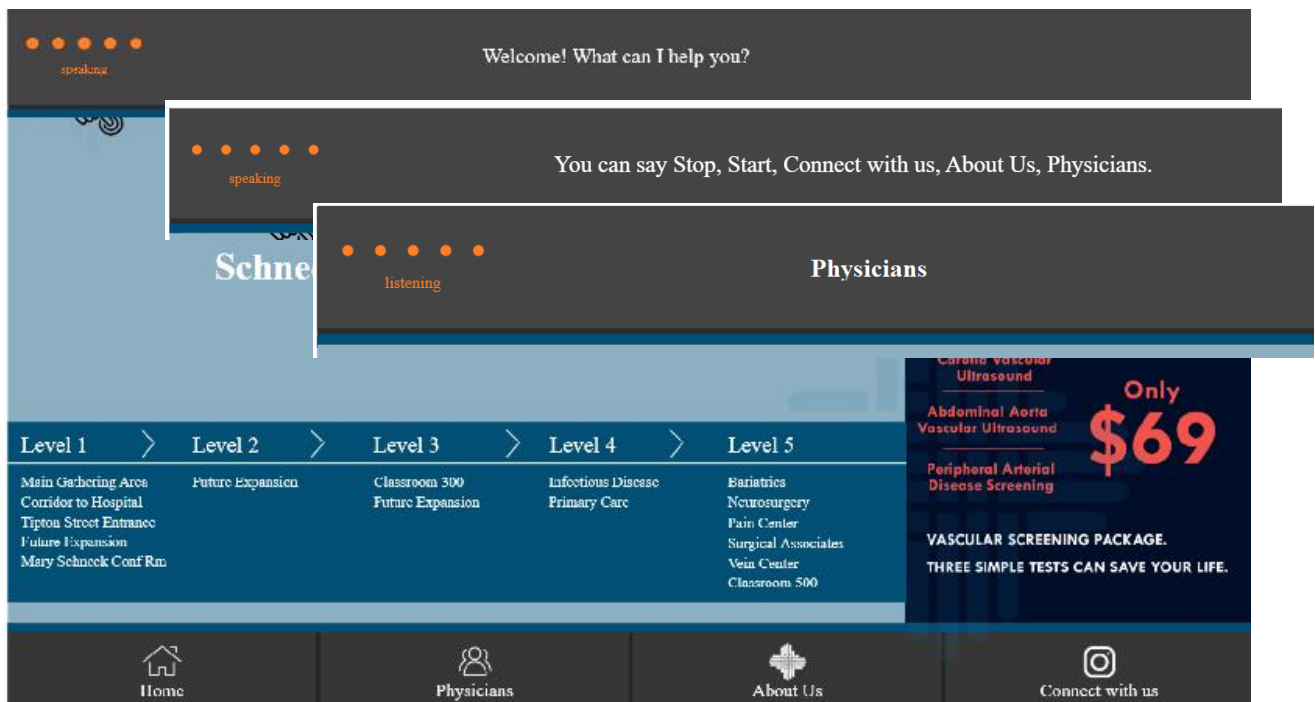 Welcome! What can I help you?
speaking
You can say Stop, Start, Connect with us, About Us, Physicians.
speaking
Physicians
listening
Schne
Cardio Vascular
Ultrasound
Abdominal Aorta
Vascular Ultrasound
Peripheral Arterial
Disease Screening
Only
$69
VASCULAR SCREENING PACKAGE.
THREE SIMPLE TESTS CAN SAVE YOUR LIFE.
Level 1
Main Gathering Area
Corridor to Hospital
Tipton Street Entrance
Future Expansion
Mary Schneck Conf Rm
Level 2
Future Expansion
Level 3
Classroom 300
Future Expansion
Level 4
Infectious Disease
Primary Care
Level 5
Bariatrics
Neurosurgery
Pain Center
Surgical Associates
Vein Center
Classroom 500
Home
Physicians
About Us
Connect with us